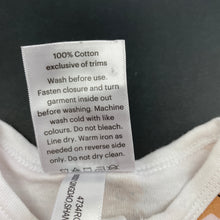 100% Cotton
exclusive of trims
Wash before use.
Fasten closure and turn
garment inside out
before washing. Machine
wash cold with like
colours. Do not bleach.
Line dry. Warm iron as
needed on reverse side
only. Do not dry clean.